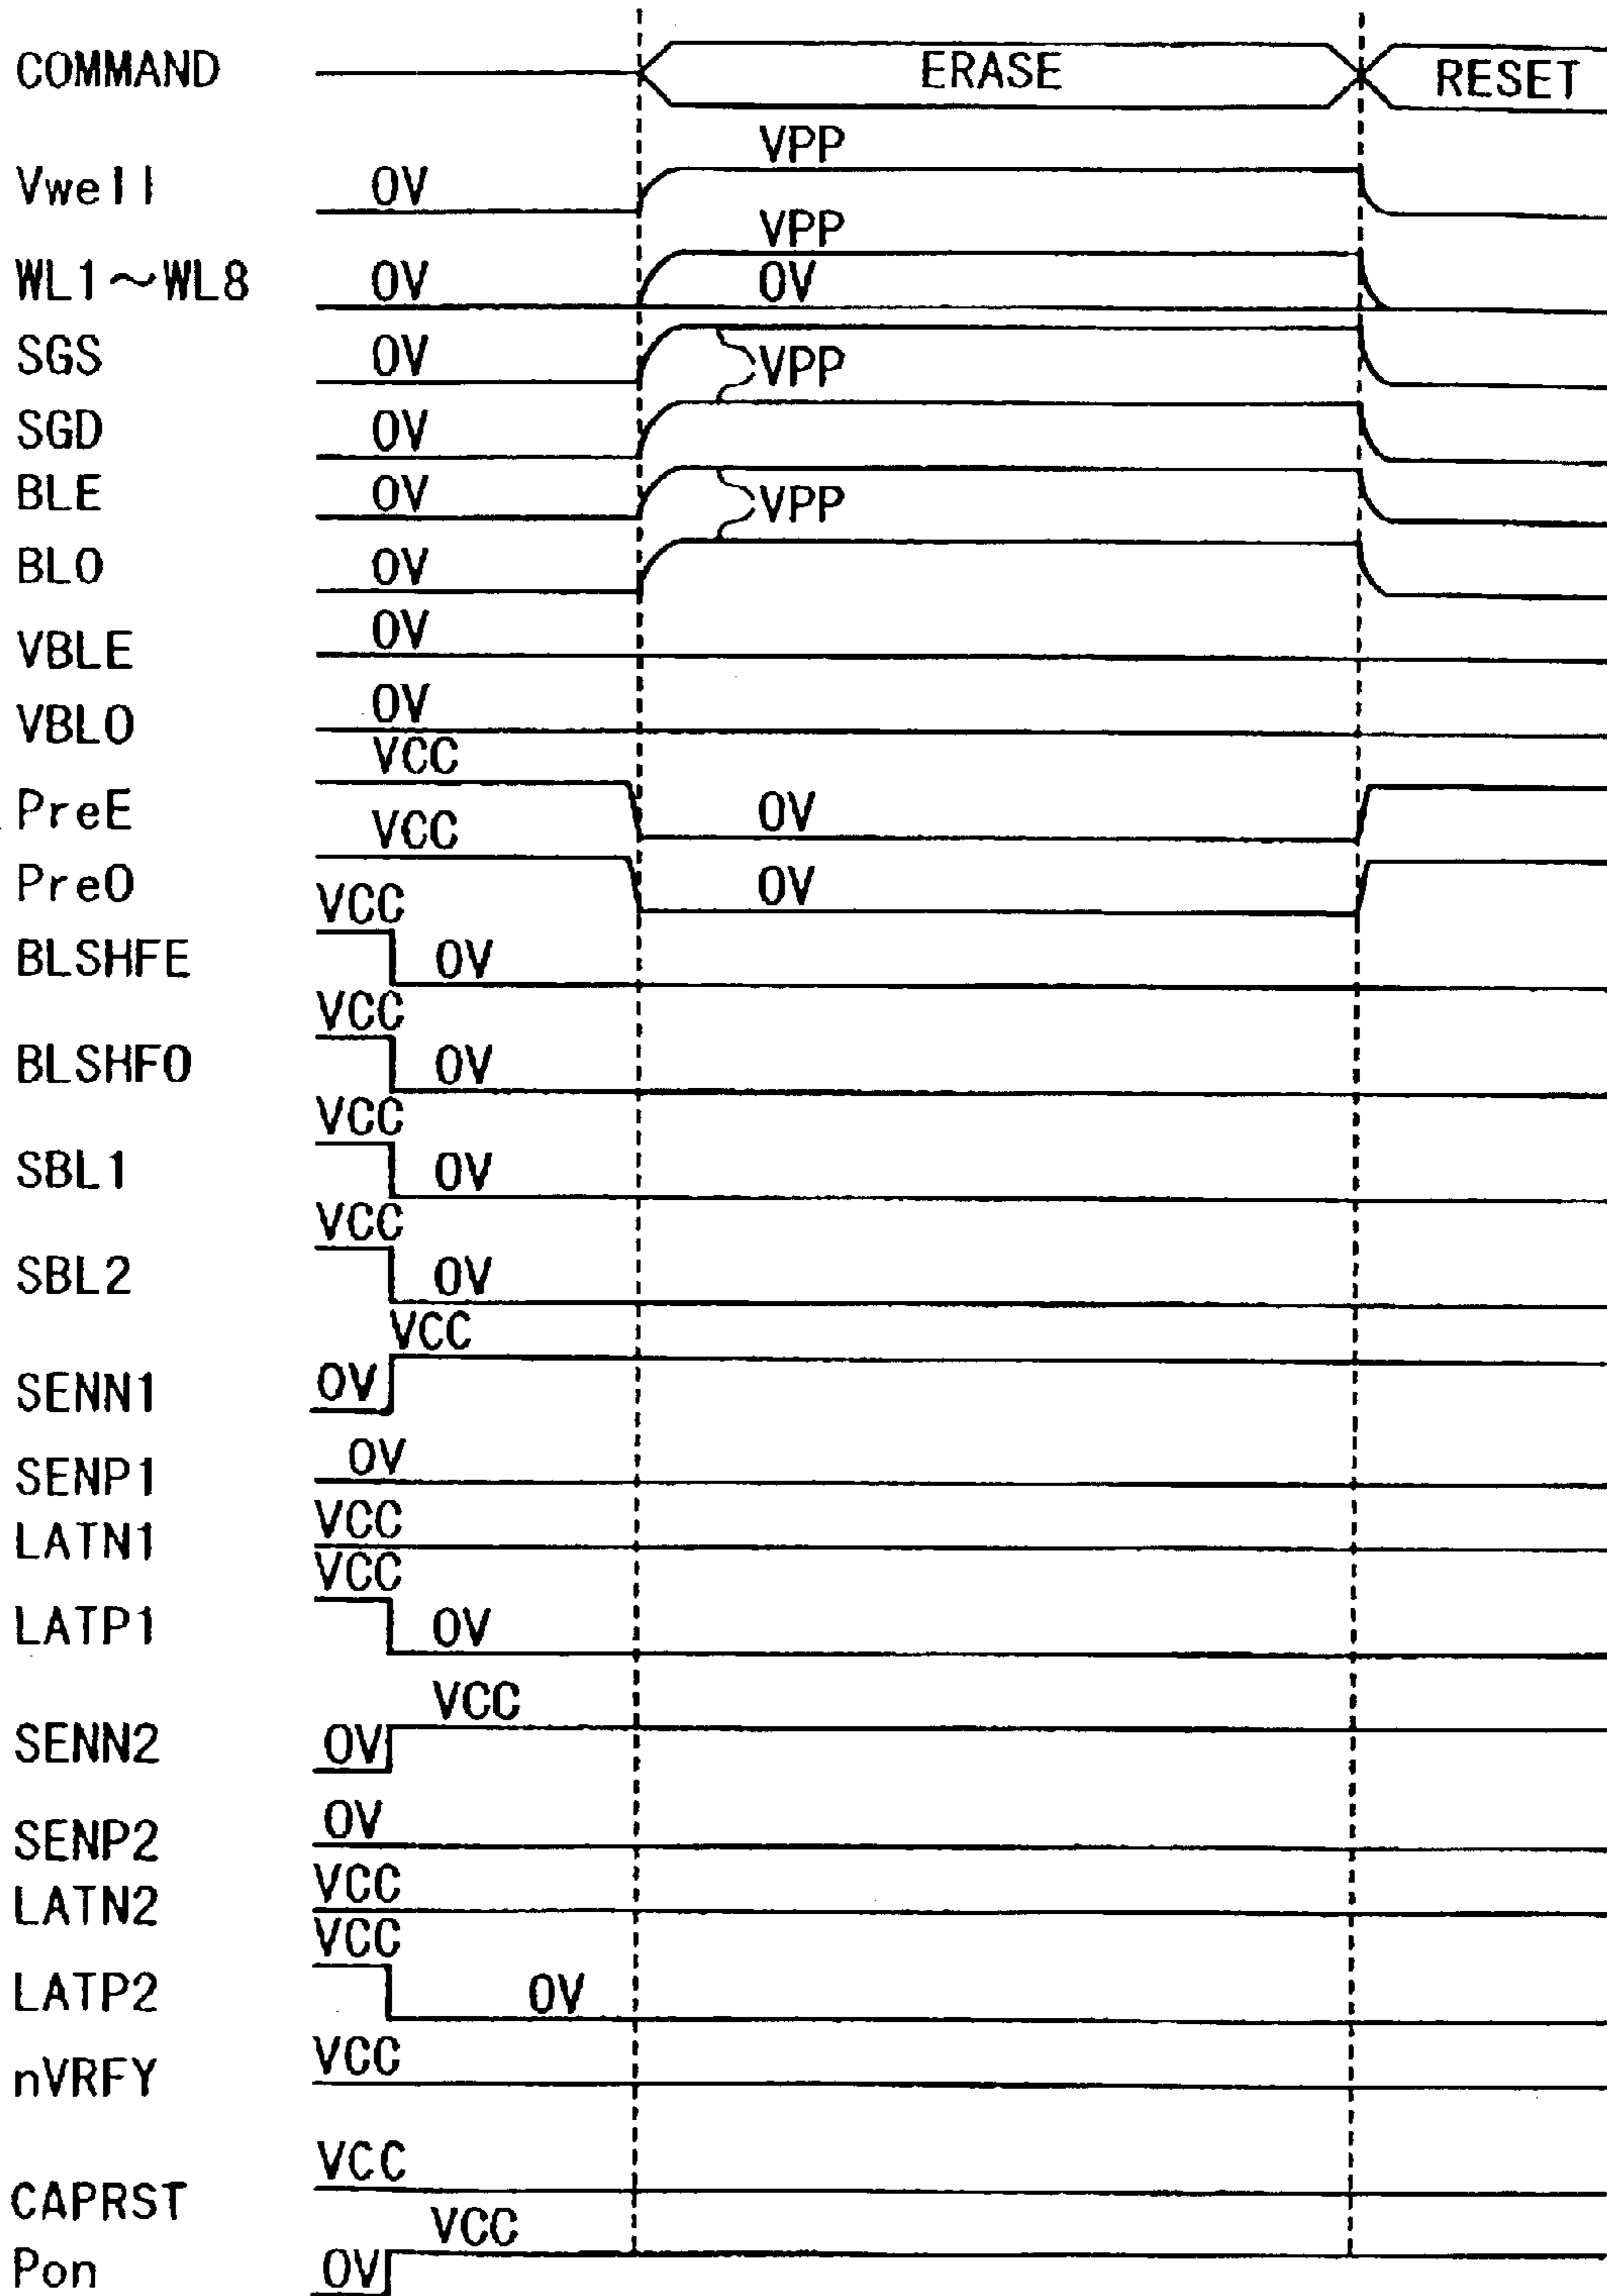 COMMAND ERASE RESET
VPP
Vwell 0V
VPP
WL1~WL8 0V 0V
SGS 0V VPP
SGD 0V
BLE 0V VPP
BLO 0V
VBLE 0V
VBLO 0V
VCC
PreE 0V
VCC
PreO 0V
VCC
BLSHFE 0V
VCC
BLSHFO 0V
VCC
SBL1 0V
VCC
SBL2 0V
VCC
SENN1 0V
SENP1 0V
LATN1 VCC
VCC
LATP1 0V
VCC
SENN2 0V
SENP2 0V
LATN2 VCC
VCC
LATP2 0V
nVRFY VCC
VCC
CAPRST
VCC
Pon 0V